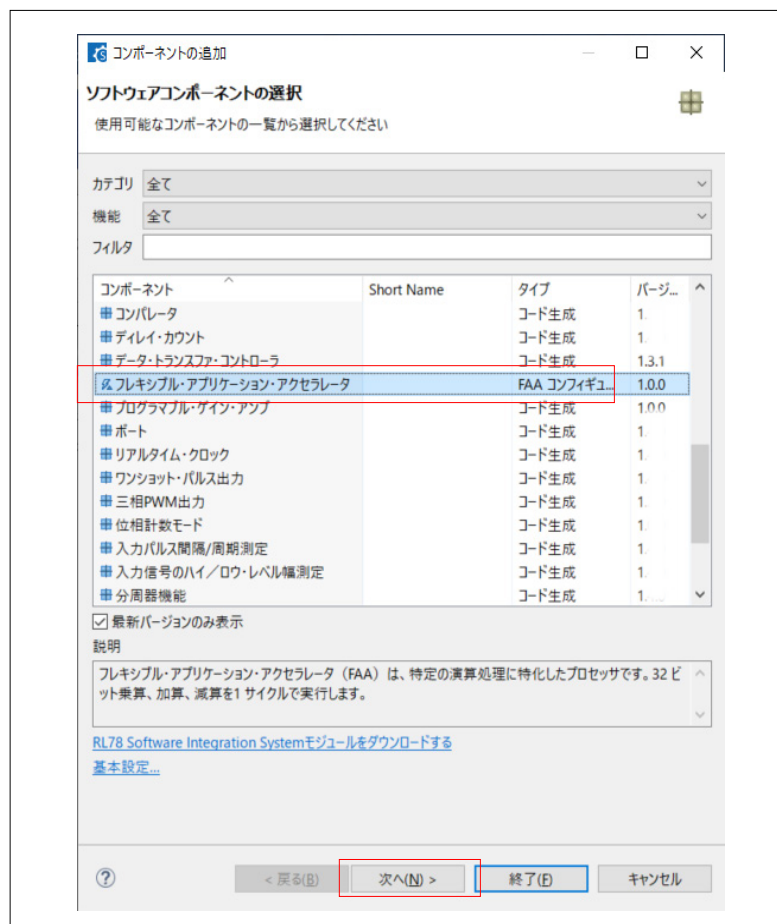 コンポーネントの追加
ソフトウェアコンポーネントの選択
使用可能なコンポーネントの一覧から選択してください
カテゴリ 全て
機能 全て
フィルタ
コンポーネント Short Name タイプ バージ...
コンパレータ コード生成 1.
ディレイ・カウント コード生成 1.
データ・トランスファ・コントローラ コード生成 1.3.1
フレキシブル・アプリケーション・アクセラレータ FAA コンフィギュ... 1.0.0
プログラマブル・ゲイン・アンプ コード生成 1.0.0
ポート コード生成 1.
リアルタイム・クロック コード生成 1.
ワンショット・パルス出力 コード生成 1.
三相PWM出力 コード生成 1.
位相計数モード コード生成 1.
入力パルス間隔/周期測定 コード生成 1.
入力信号のハイ／ロウ・レベル幅測定 コード生成 1.
分周器機能 コード生成 1.
最新バージョンのみ表示
説明
フレキシブル・アプリケーション・アクセラレータ（FAA）は、特定の演算処理に特化したプロセッサです。32 ビ
ット乗算、加算、減算を1 サイクルで実行します。
RL78 Software Integration Systemモジュールをダウンロードする
基本設定...
< 戻る(B) 次へ(N) > 終了(F) キャンセル